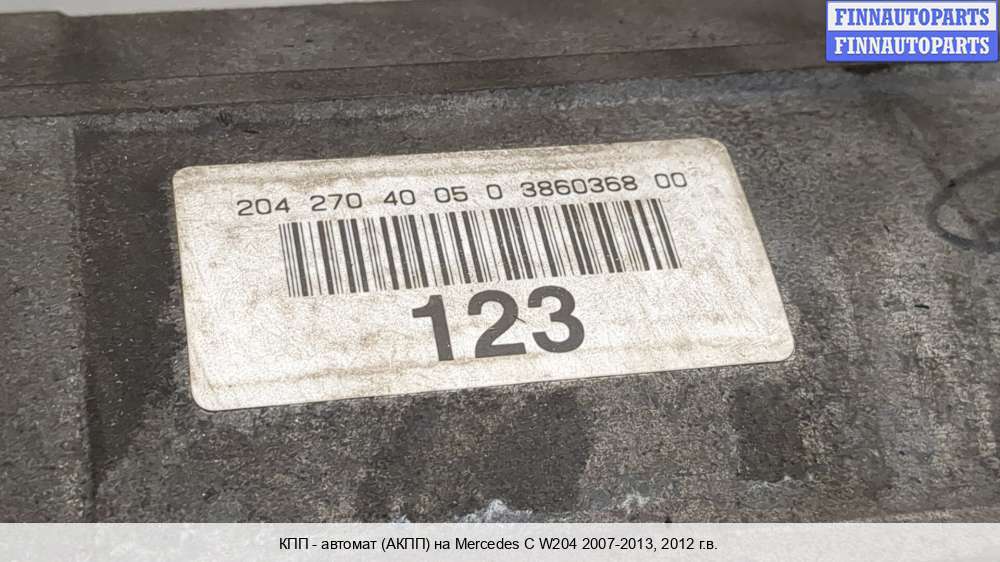 FINNAUTOPARTS
FINNAUTOPARTS
204 270 40 05 0 3860368 00
123
КПП - автомат (АКПП) на Mercedes C W204 2007-2013, 2012 г.в.